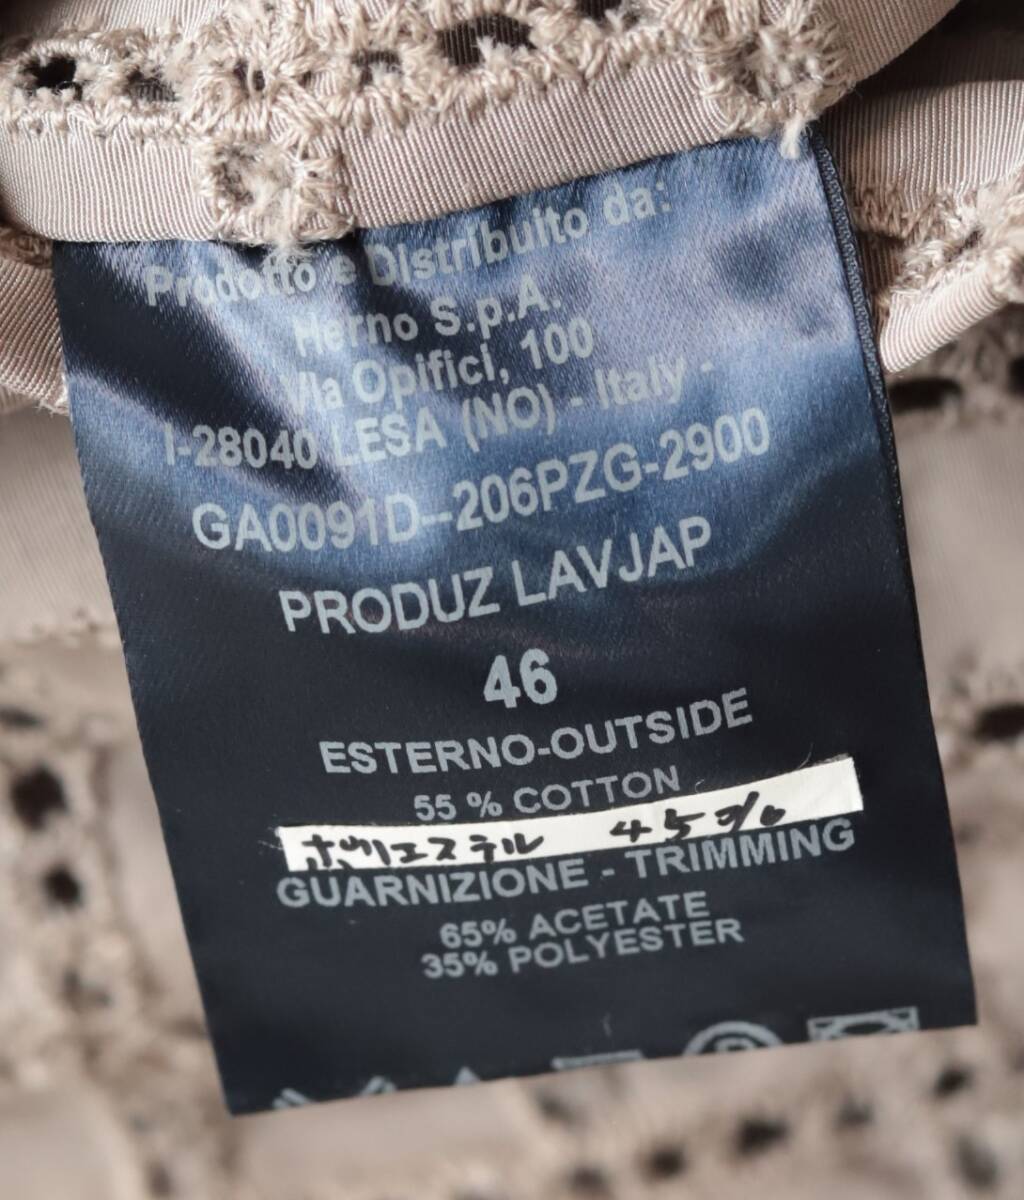 Prodotto e Distribuito da:
Herno S.p.A.
Via Opifici, 100
I-28040 LESA (NO) - Italy -
GA0091D--206PZG-2900
PRODUZ LAVJAP
46
ESTERNO-OUTSIDE
55 % COTTON
ポリエステル 45%
GUARNIZIONE - TRIMMING
65% ACETATE
35% POLYESTER